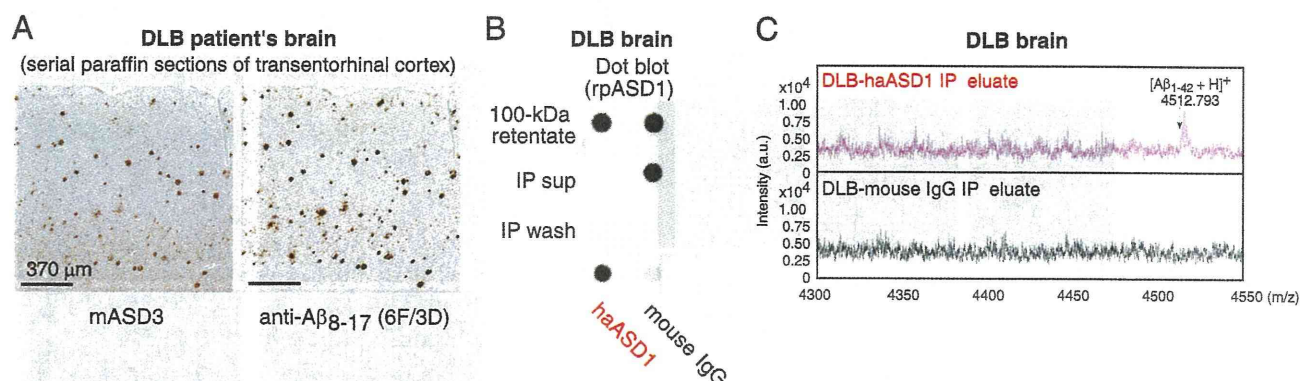 A
DLB patient's brain
(serial paraffin sections of transentorhinal cortex)
370 μm
mASD3
anti-Aβ8-17 (6F/3D)
B
DLB brain
Dot blot
(rpASD1)
100-kDa
retentate
IP sup
IP wash
haASD1
mouse IgG
C
DLB brain
DLB-haASD1 IP eluate
[Aβ1-42 + H]+
4512.793
x10⁴
1.00
0.75
0.50
0.25
0
DLB-mouse IgG IP eluate
x10⁴
1.00
0.75
0.50
0.25
0
Intensity (a.u.)
4300 4350 4400 4450 4500 4550 (m/z)